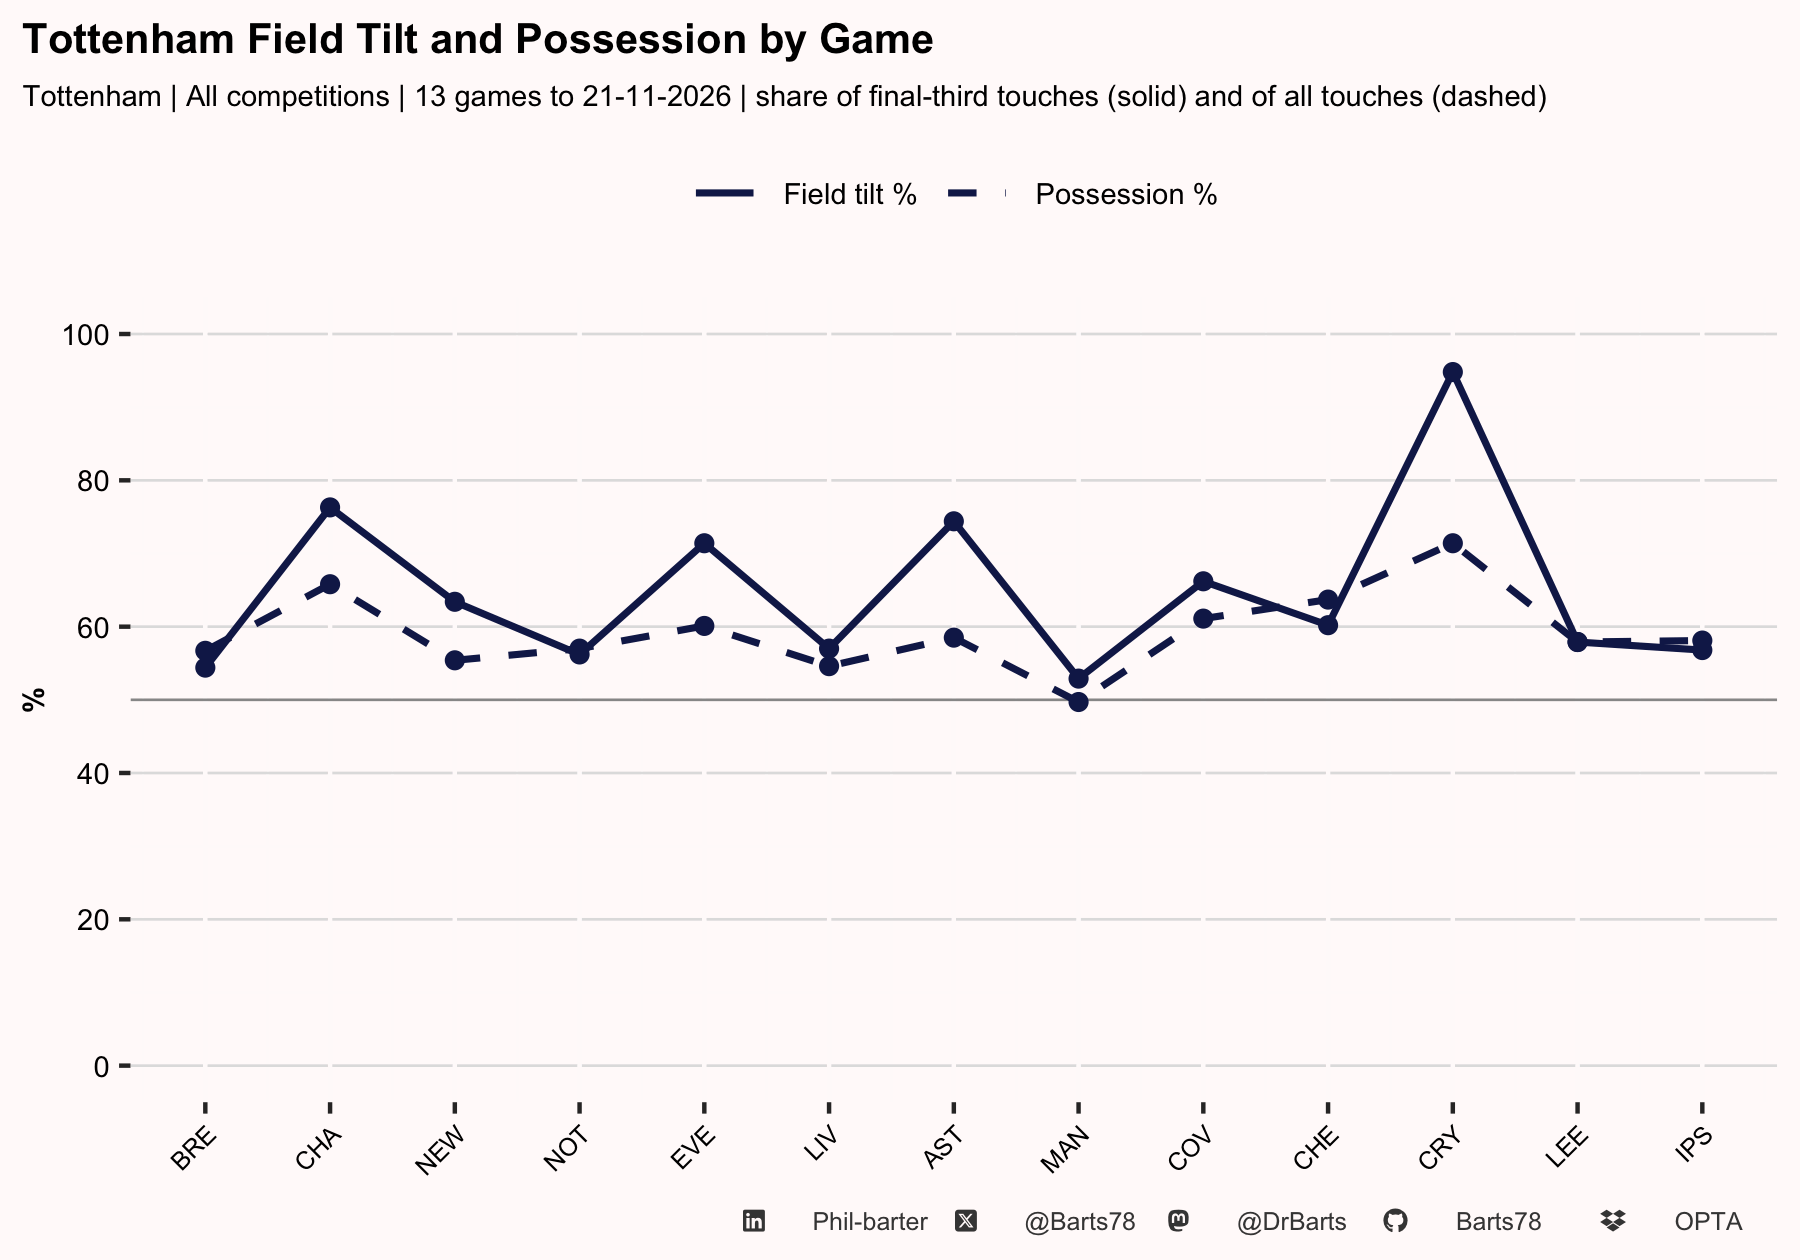 Tottenham Field Tilt and Possession by Game
Tottenham | All competitions | 13 games to 21-11-2026 | share of final-third touches (solid) and of all touches (dashed)
Field tilt % Possession %
100
80
60
40
20
0
%
BRE CHA NEW NOT EVE LIV AST MAN COV CHE CRY LEE IPS
Phil-barter @Barts78 @DrBarts Barts78 OPTA